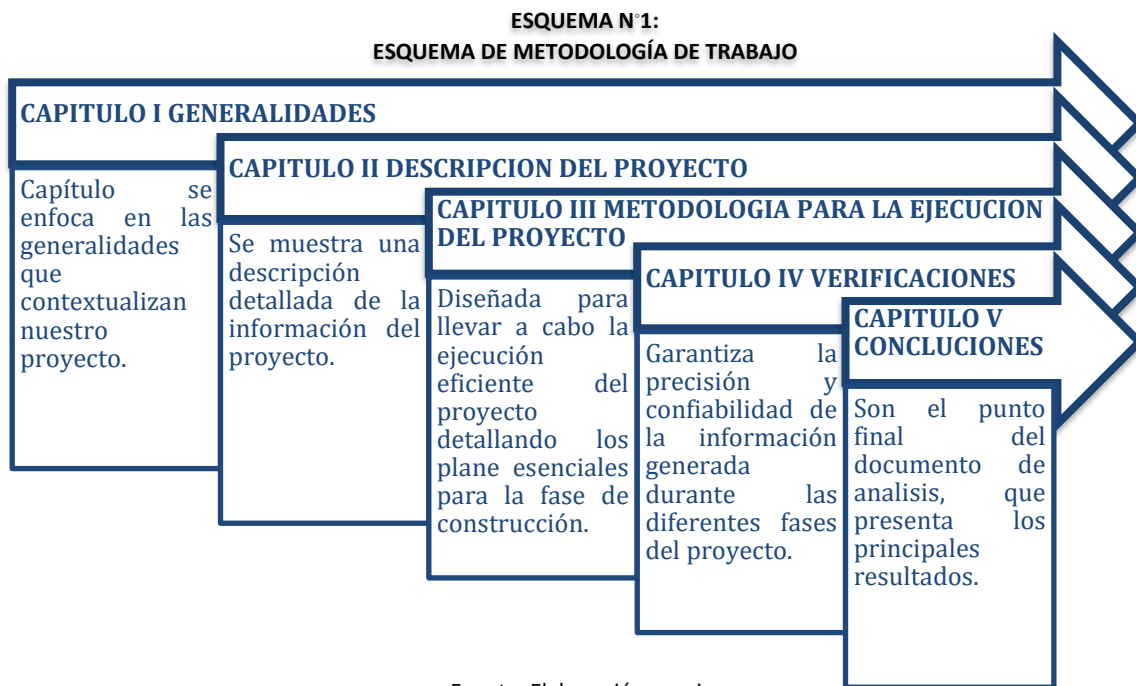 ESQUEMA N°1:
ESQUEMA DE METODOLOGÍA DE TRABAJO
CAPITULO I GENERALIDADES
Capítulo se
enfoca en las
generalidades
que
contextualizan
nuestro
proyecto.
CAPITULO II DESCRIPCION DEL PROYECTO
Se muestra una
descripción
detallada de la
información del
proyecto.
CAPITULO III METODOLOGIA PARA LA EJECUCION
DEL PROYECTO
Diseñada para
llevar a cabo la
ejecución
eficiente del
proyecto
detallando los
plane esenciales
para la fase de
construcción.
CAPITULO IV VERIFICACIONES
Garantiza la
precisión y
confiabilidad de
la información
generada
durante las
diferentes fases
del proyecto.
CAPITULO V
CONCLUCIONES
Son el punto
final del
documento de
analisis, que
presenta los
principales
resultados.